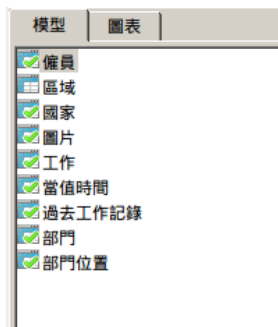 模型 圖表
僱員
區域
國家
圖片
工作
當值時間
過去工作記錄
部門
部門位置